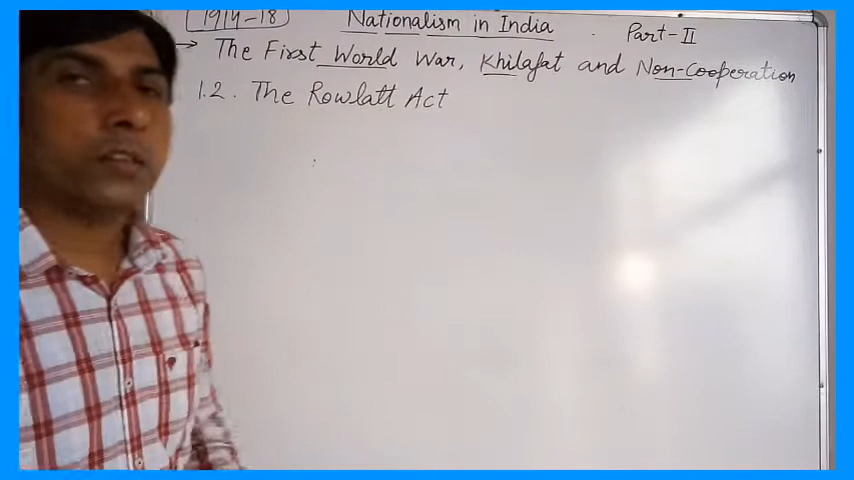 1914-18
Nationalism in India Part-II
→ The First World War, Khilafat and Non-Cooperation
1.2. The Rowlatt Act